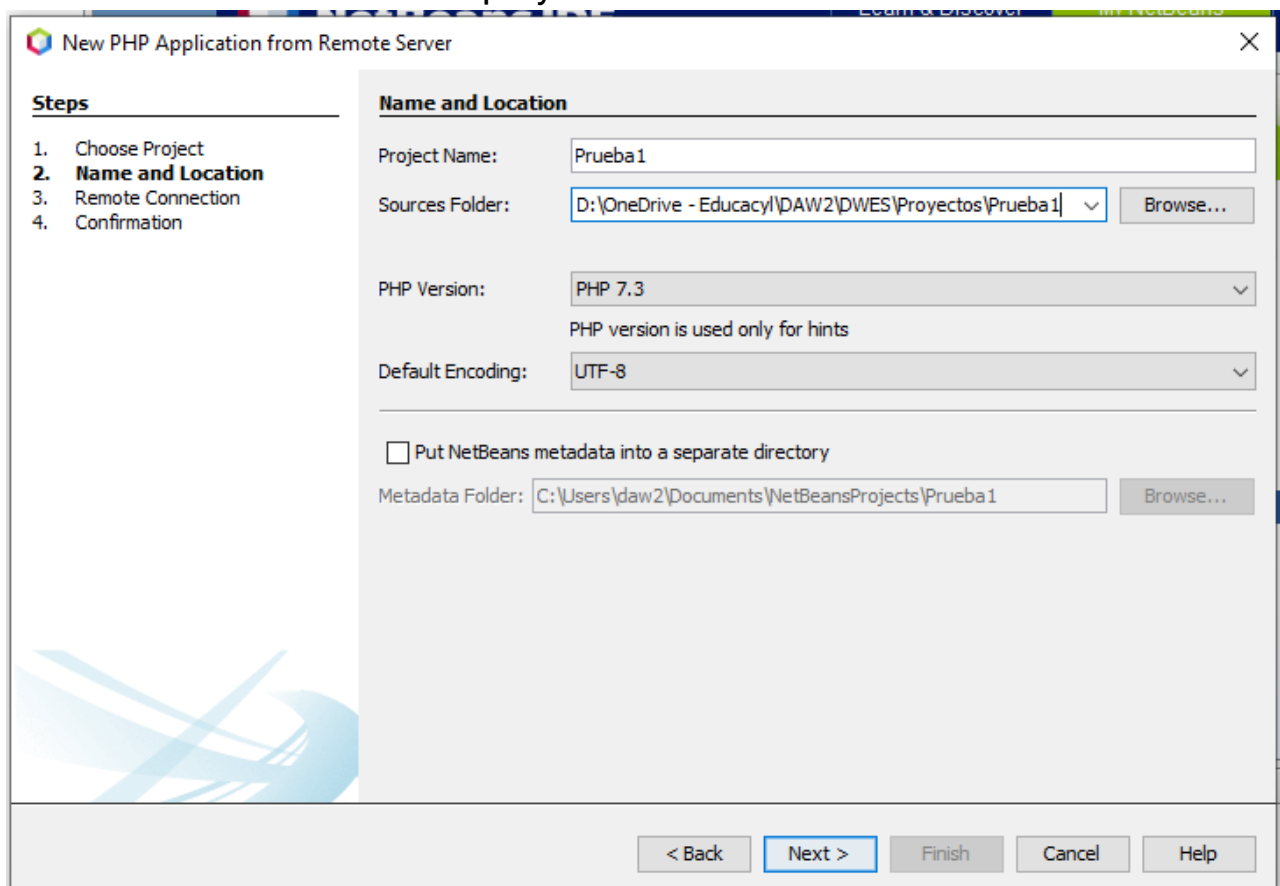 New PHP Application from Remote Server
Steps
1. Choose Project
2. Name and Location
3. Remote Connection
4. Confirmation
Name and Location
Project Name: Prueba1
Sources Folder: D:\OneDrive - Educacyl\DAW2\DWES\Proyectos\Prueba1 Browse...
PHP Version: PHP 7.3
PHP version is used only for hints
Default Encoding: UTF-8
Put NetBeans metadata into a separate directory
Metadata Folder: C:\Users\daw2\Documents\NetBeansProjects\Prueba1 Browse...
< Back Next > Finish Cancel Help